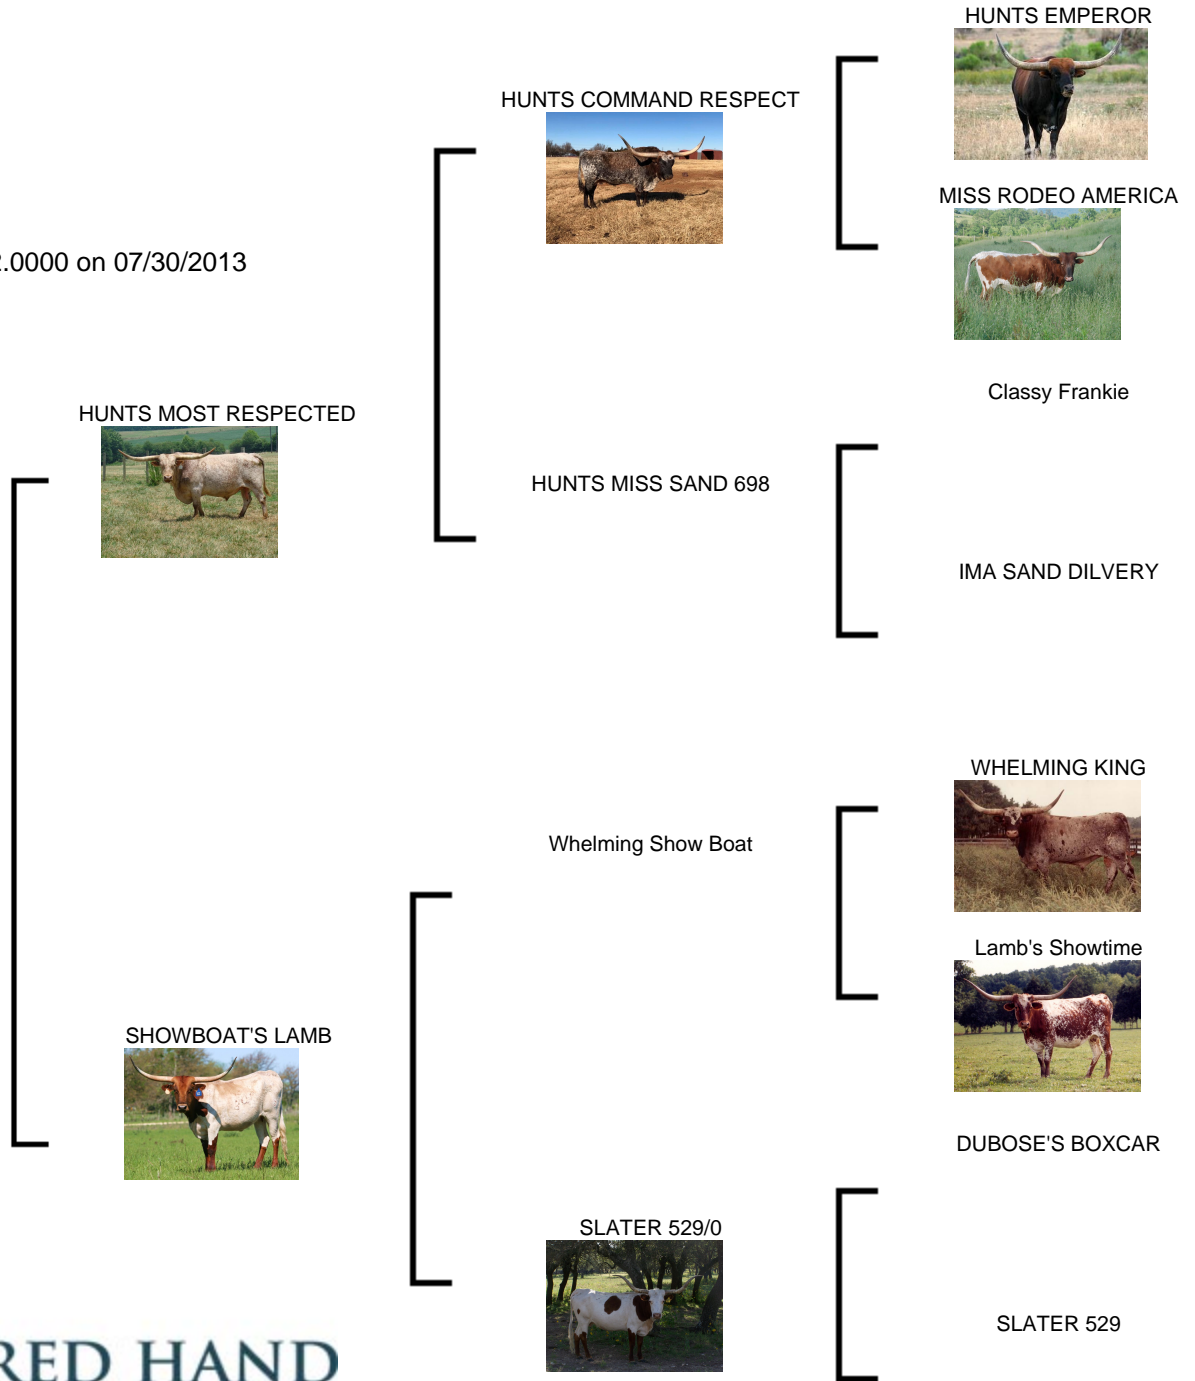 HUNTS EMPEROR
HUNTS COMMAND RESPECT
MISS RODEO AMERICA
.0000 on 07/30/2013
Classy Frankie
HUNTS MOST RESPECTED
HUNTS MISS SAND 698
IMA SAND DILVERY
WHELMING KING
Whelming Show Boat
Lamb's Showtime
SHOWBOAT'S LAMB
DUBOSE'S BOXCAR
SLATER 529/0
SLATER 529
RED HAND